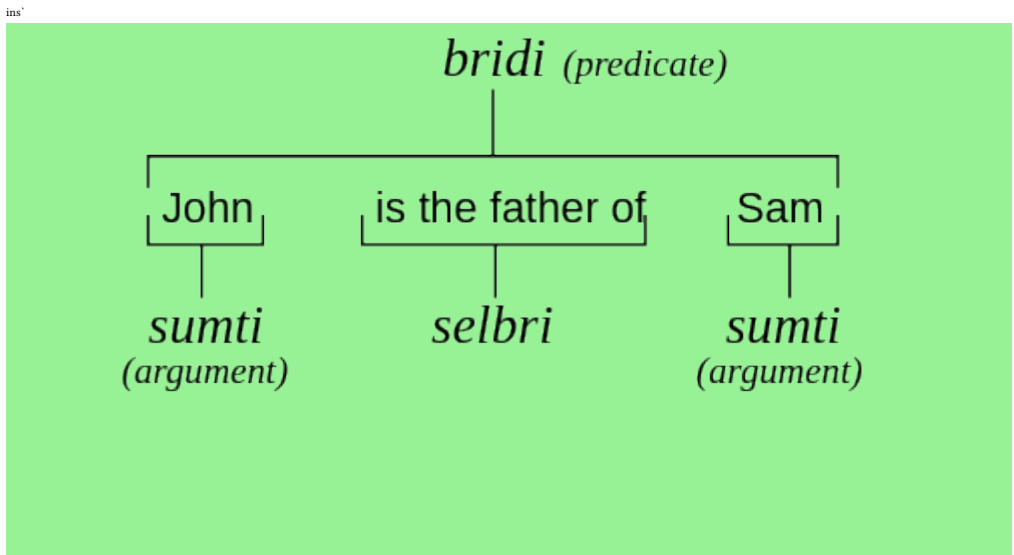 ins`
bridi (predicate)
John is the father of Sam
sumti selbri sumti
(argument) (argument)